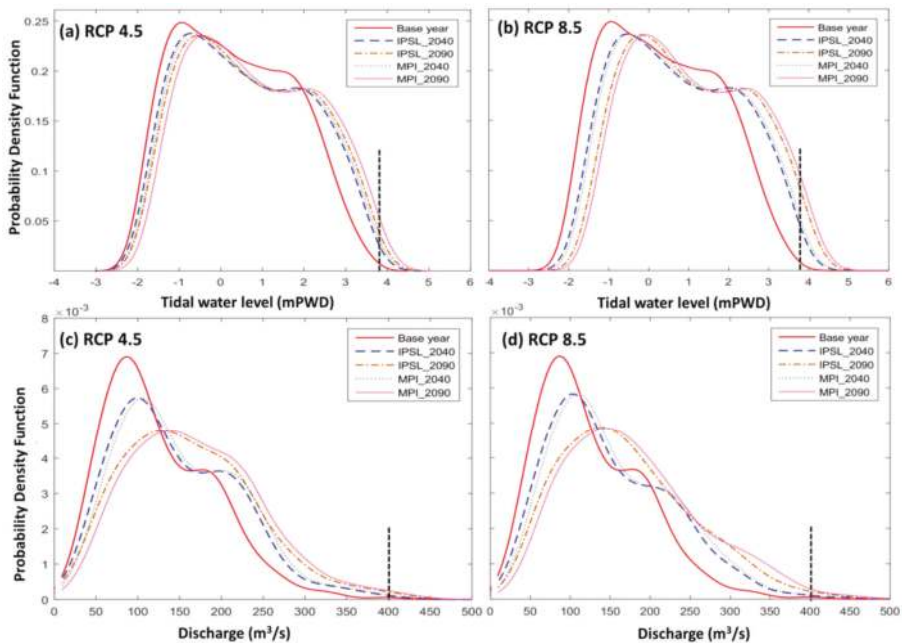 (a) RCP 4.5
Base year
IPSL_2040
IPSL_2090
MPI_2040
MPI_2090
0.25
0.20
0.15
0.1
0.05
Probability Density Function
-4 -3 -2 -1 0 1 2 3 4 5 6
Tidal water level (mPWD)
(b) RCP 8.5
Base year
IPSL_2040
IPSL_2090
MPI_2040
MPI_2090
-4 -3 -2 -1 0 1 2 3 4 5 6
Tidal water level (mPWD)
×10⁻³
(c) RCP 4.5
Base year
IPSL_2040
IPSL_2090
MPI_2040
MPI_2090
8
7
6
5
4
3
2
1
0
Probability Density Function
0 50 100 150 200 250 300 350 400 450 500
Discharge (m³/s)
×10⁻³
(d) RCP 8.5
Base year
IPSL_2040
IPSL_2090
MPI_2040
MPI_2090
0 50 100 150 200 250 300 350 400 450 500
Discharge (m³/s)